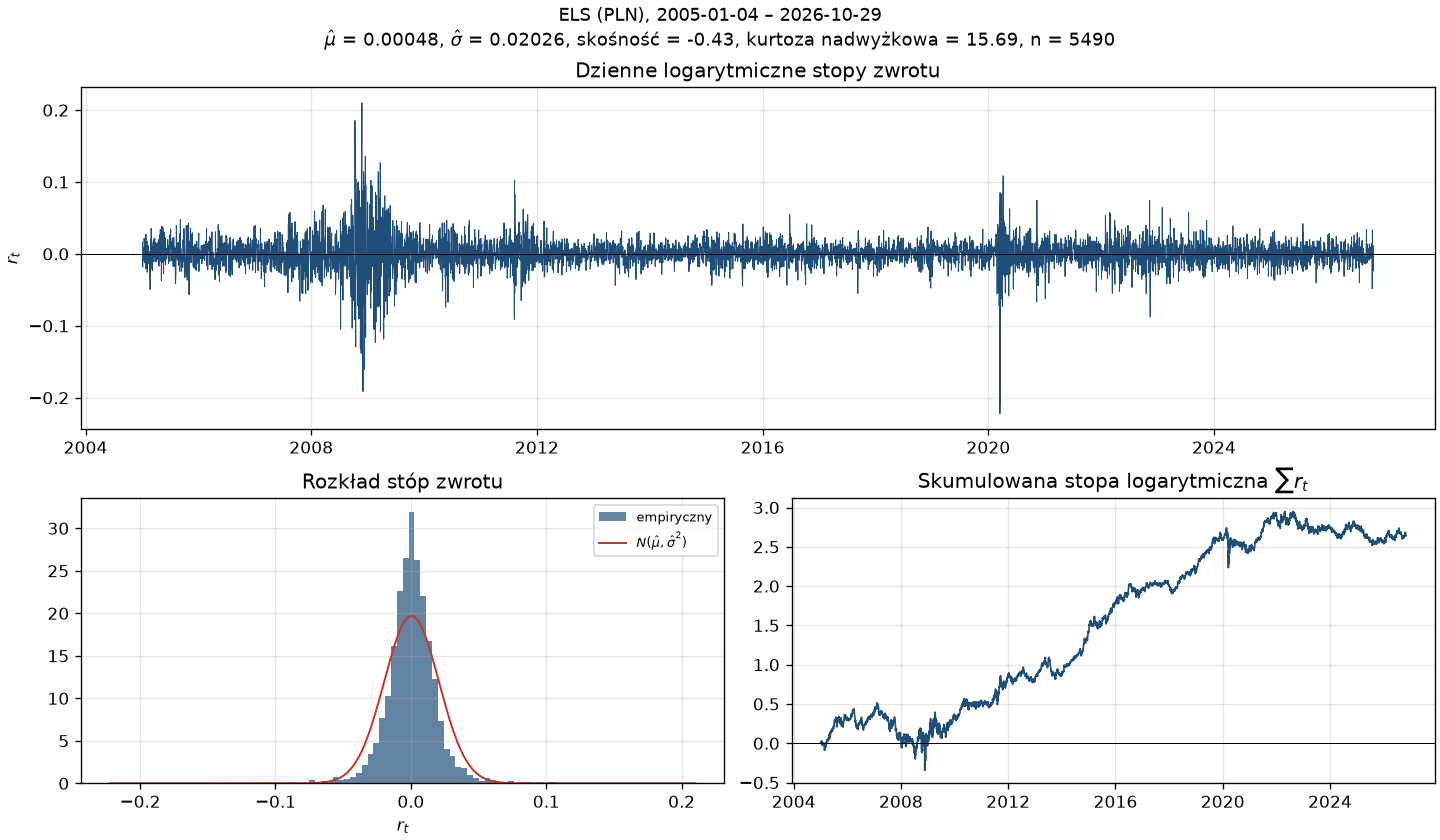 ELS (PLN), 2005-01-04 – 2026-10-29
μ̂ = 0.00048, σ̂ = 0.02026, skośność = -0.43, kurtoza nadwyżkowa = 15.69, n = 5490
Dzienne logarytmiczne stopy zwrotu
r_t
0.2
0.1
0.0
−0.1
−0.2
2004 2008 2012 2016 2020 2024
Rozkład stóp zwrotu
empiryczny
N(μ̂, σ̂²)
30
25
20
15
10
5
0
−0.2 −0.1 0.0 0.1 0.2
r_t
Skumulowana stopa logarytmiczna ∑r_t
3.0
2.5
2.0
1.5
1.0
0.5
0.0
−0.5
2004 2008 2012 2016 2020 2024